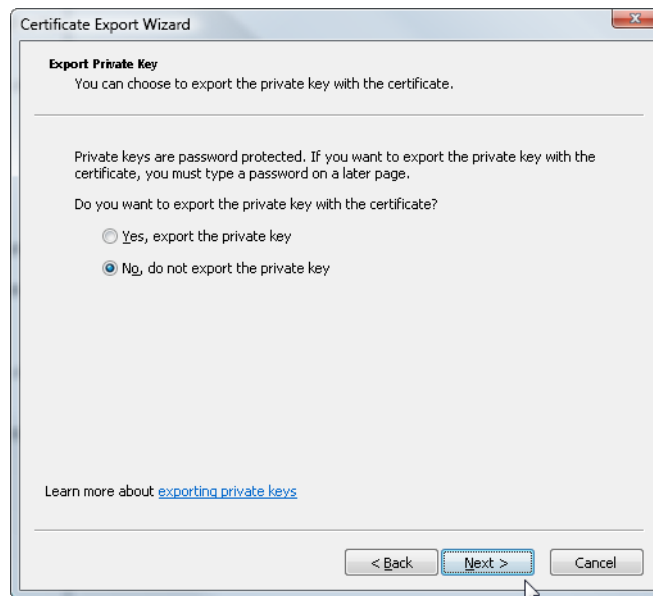 Certificate Export Wizard
Export Private Key
You can choose to export the private key with the certificate.
Private keys are password protected. If you want to export the private key with the
certificate, you must type a password on a later page.
Do you want to export the private key with the certificate?
Yes, export the private key
No, do not export the private key
Learn more about exporting private keys
< Back Next > Cancel